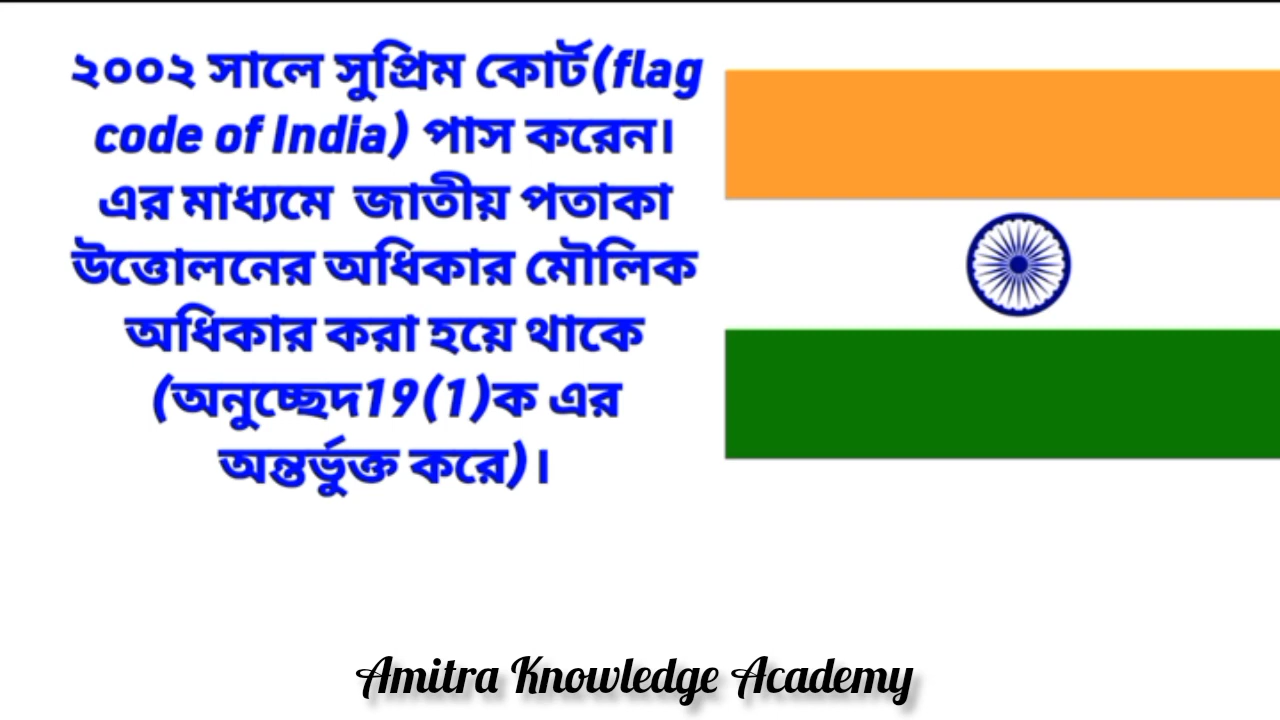 ২০০২ সালে সুপ্রিম কোর্ট(flag
code of India) পাস করেন।
এর মাধ্যমে জাতীয় পতাকা
উত্তোলনের অধিকার মৌলিক
অধিকার করা হয়ে থাকে
(অনুচ্ছেদ19(1)ক এর
অন্তর্ভুক্ত করে)।
Amitra Knowledge Academy